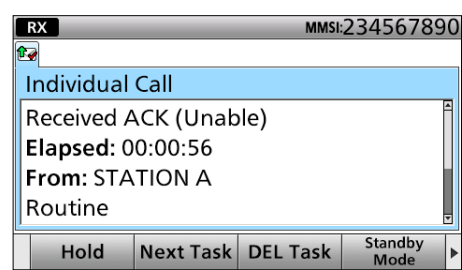 RX MMSI:234567890
Individual Call
Received ACK (Unable)
Elapsed: 00:00:56
From: STATION A
Routine
Hold Next Task DEL Task Standby Mode